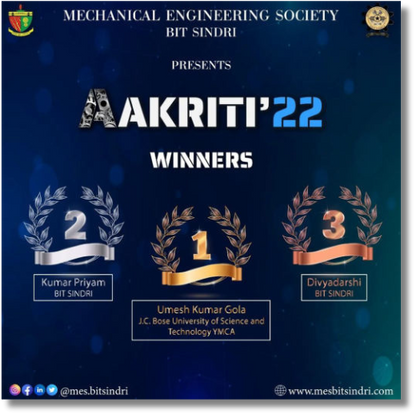 MECHANICAL ENGINEERING SOCIETY
BIT SINDRI
PRESENTS
AAKRITI'22
WINNERS
2
Kumar Priyam
BIT SINDRI
1
Umesh Kumar Gola
J.C. Bose University of Science and
Technology YMCA
3
Divyadarshi
BIT SINDRI
@mes.bitsindri
www.mesbitsindri.com